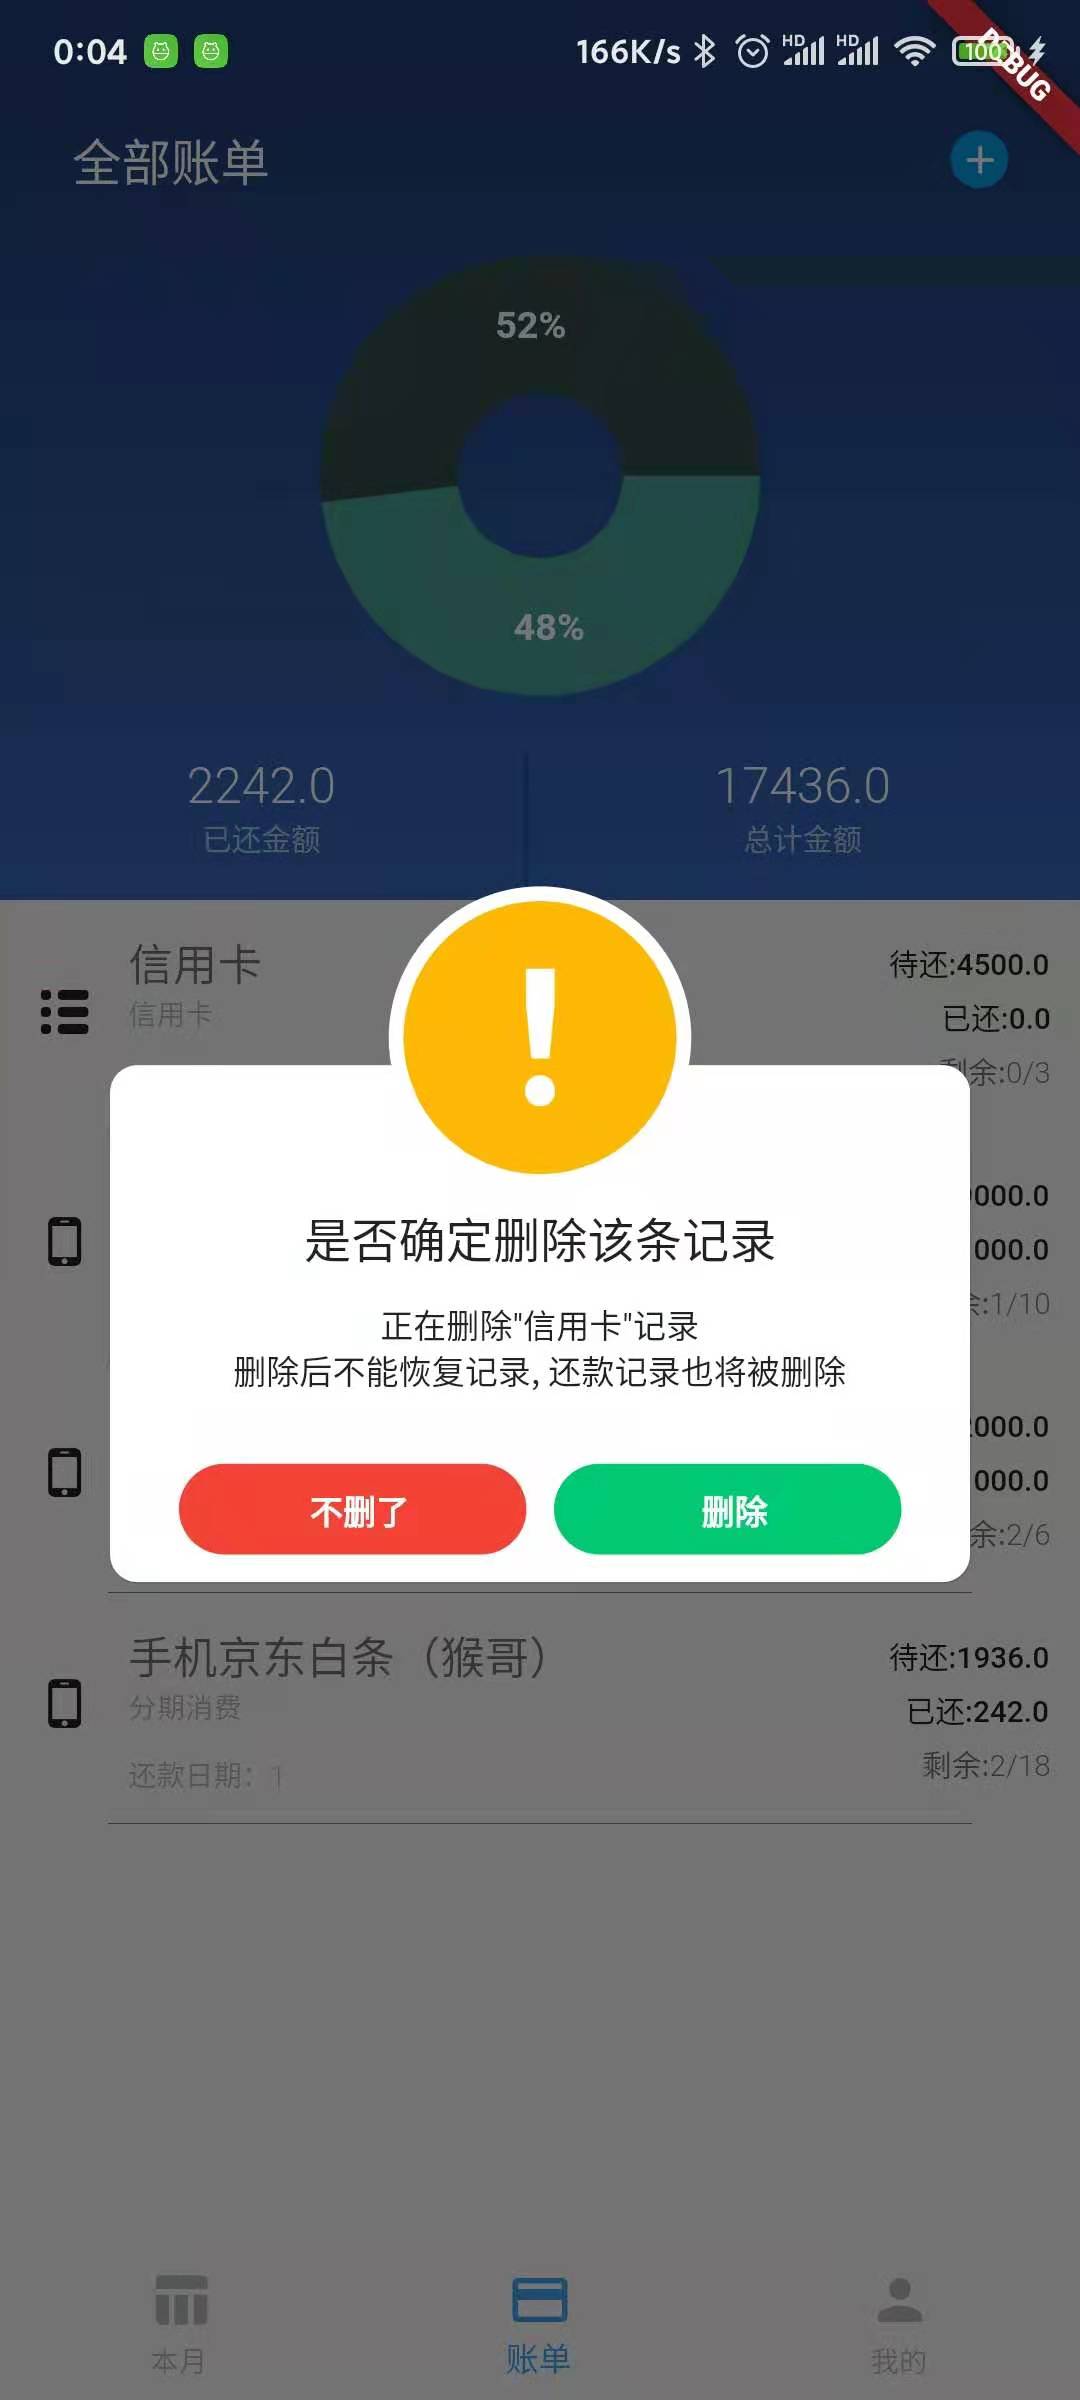 0:04 166K/s HD HD 100
DEBUG
全部账单
52%
48%
2242.0 17436.0
已还金额 总计金额
信用卡 待还:4500.0
信用卡 已还:0.0
剩余:0/3
000.0
000.0
余:1/10
000.0
000.0
余:2/6
是否确定删除该条记录
正在删除"信用卡"记录
删除后不能恢复记录, 还款记录也将被删除
不删了 删除
手机京东白条（猴哥） 待还:1936.0
分期消费 已还:242.0
还款日期：1 剩余:2/18
本月 账单 我的